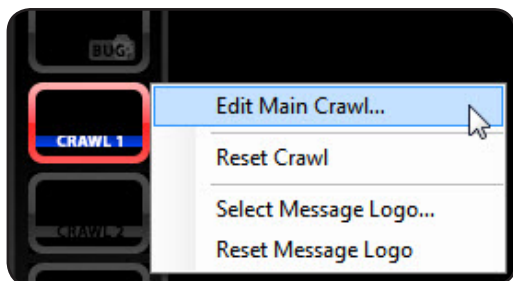 BUG
Edit Main Crawl...
CRAWL 1
Reset Crawl
Select Message Logo...
CRAWL 2
Reset Message Logo